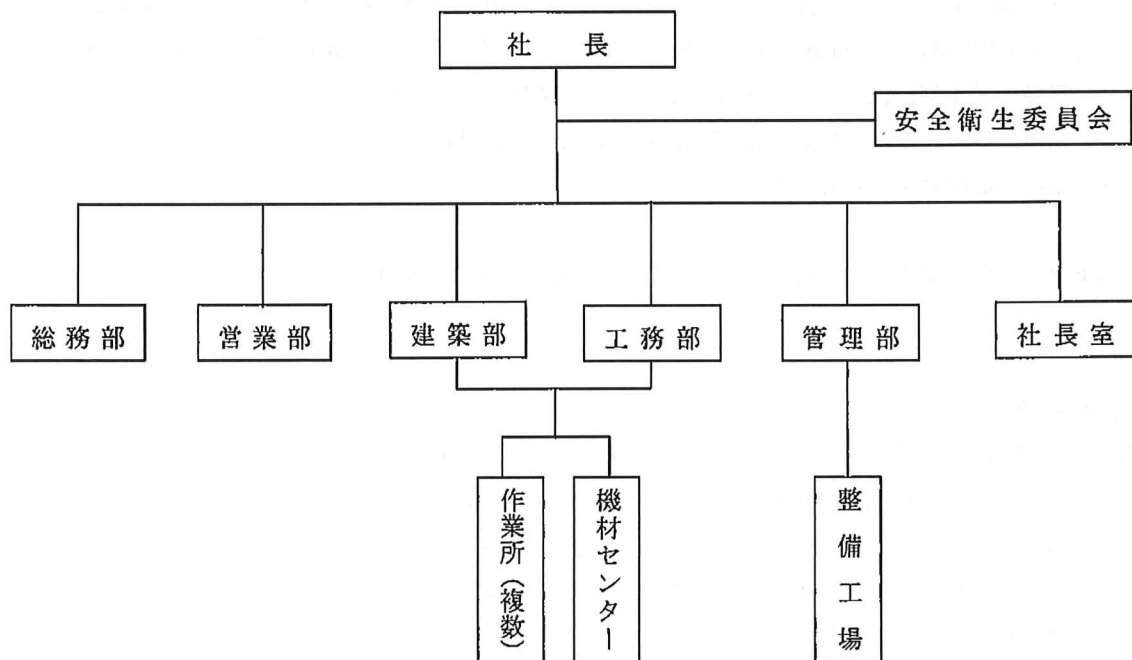 社長
安全衛生委員会
総務部
営業部
建築部
工務部
管理部
社長室
作業所（複数）
機材センター
整備工場